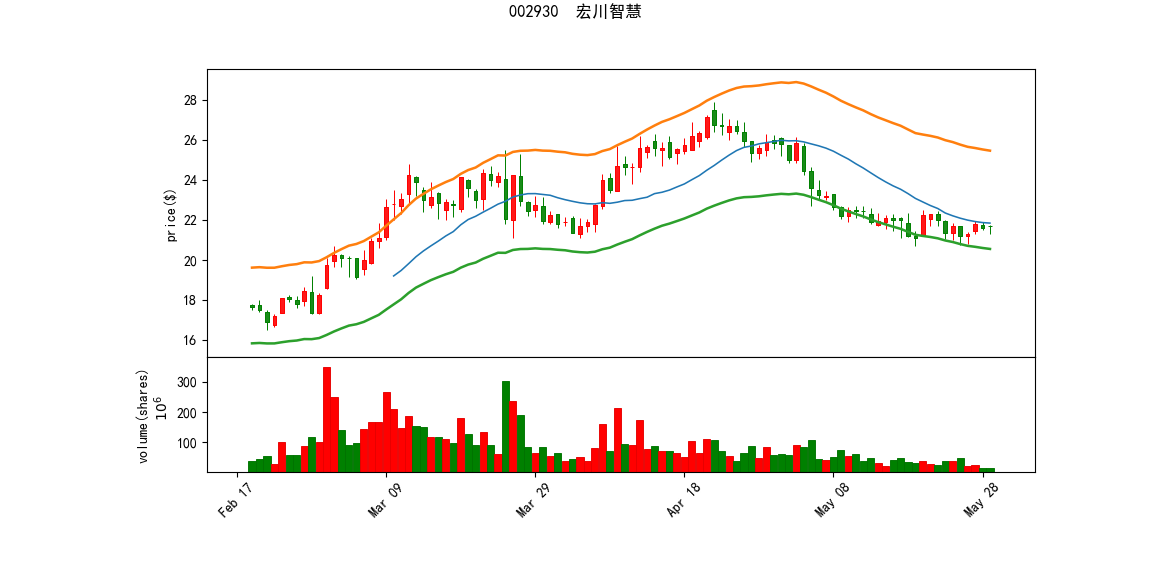 002930  宏川智慧
price($)
28
26
24
22
20
18
16
volume(shares)
10^6
300
200
100
Feb 17
Mar 09
Mar 29
Apr 18
May 08
May 28